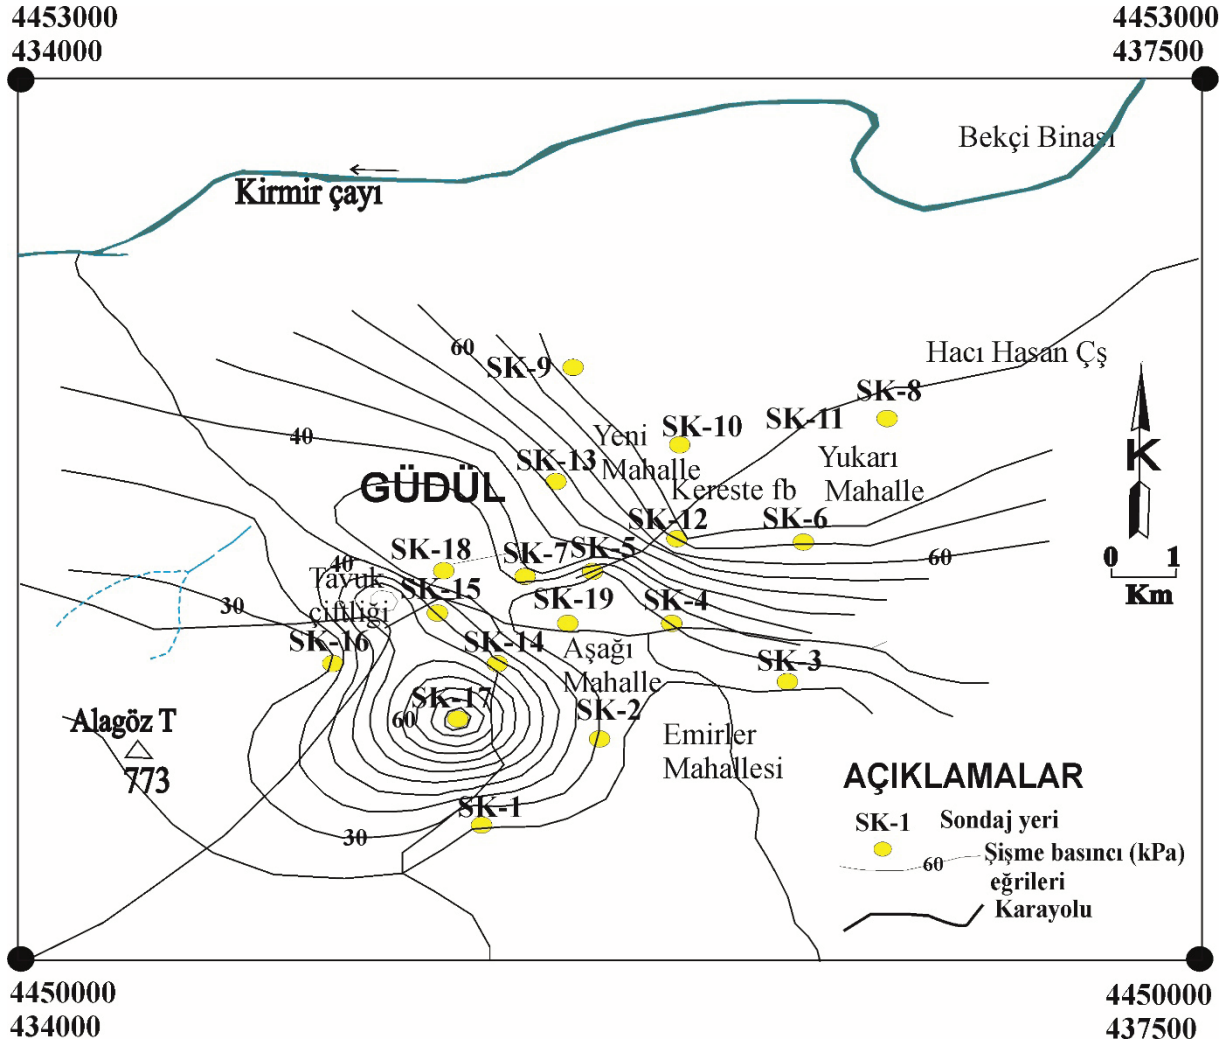 4453000
434000
4453000
437500
Bekçi Binası
Kirmir çayı
60
SK-9
Hacı Hasan Çş
SK-8
SK-10
SK-11
40
Yeni
Mahalle
SK-13
Yukarı
Mahalle
K
GÜDÜL
Kereste fb
SK-12
SK-6
SK-18
SK-7
SK-5
60
0 1
Km
40
Tavuk
çiftliği
SK-15
30
SK-19
SK-4
SK-16
SK-14
Aşağı
Mahalle
SK-3
SK-17
60
SK-2
Alagöz T
773
Emirler
Mahallesi
SK-1
30
AÇIKLAMALAR
SK-1 Sondaj yeri
60 Şişme basıncı (kPa)
eğrileri
Karayolu
4450000
434000
4450000
437500